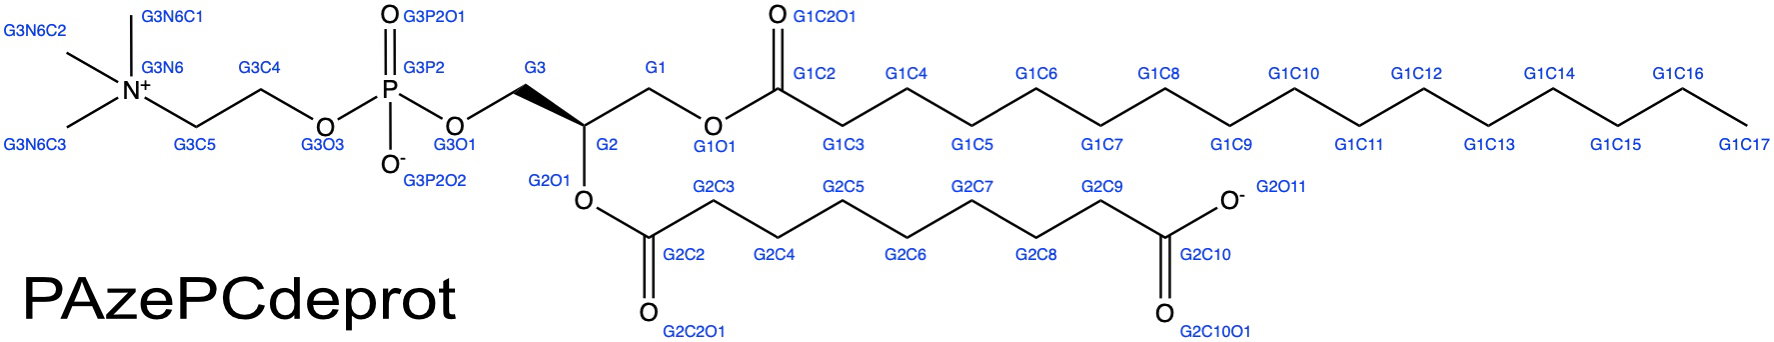 G3N6C1
G3N6C2
G3N6
N+
G3N6C3
G3C5
G3C4
O
G3O3
O
G3P2O1
P
G3P2
O-
G3P2O2
O
G3O1
G3
G2
G1
O
G1O1
O
G1C2O1
G1C2
G1C3
G1C4
G1C5
G1C6
G1C7
G1C8
G1C9
G1C10
G1C11
G1C12
G1C13
G1C14
G1C15
G1C16
G1C17
G2O1
O
G2C2
O
G2C2O1
G2C3
G2C4
G2C5
G2C6
G2C7
G2C8
G2C9
G2C10
O-
G2O11
O
G2C10O1
PAzePCdeprot